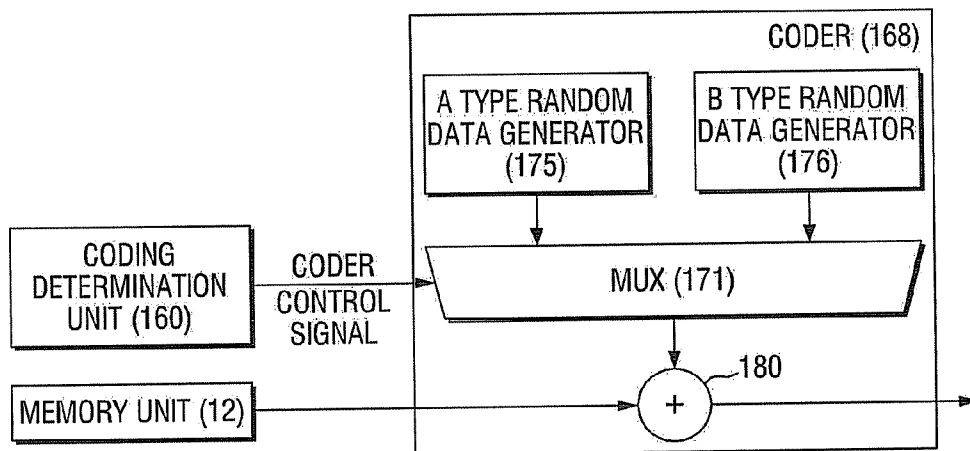 CODER (168)
A TYPE RANDOM
DATA GENERATOR
(175)
B TYPE RANDOM
DATA GENERATOR
(176)
CODING
DETERMINATION
UNIT (160)
CODER
CONTROL
SIGNAL
MUX (171)
180
+
MEMORY UNIT (12)